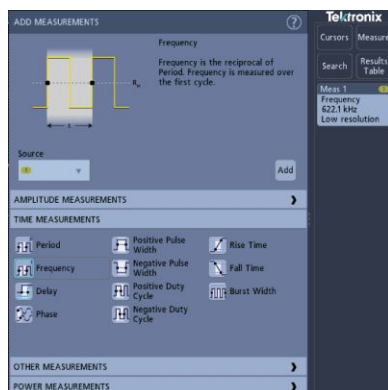 ADD MEASUREMENTS
?
Frequency
Frequency is the reciprocal of
Period. Frequency is measured over
the first cycle.
Source
Add
AMPLITUDE MEASUREMENTS
TIME MEASUREMENTS
Period
Positive Pulse
Width
Rise Time
Frequency
Negative Pulse
Width
Fall Time
Delay
Positive Duty
Cycle
Burst Width
Phase
Negative Duty
Cycle
OTHER MEASUREMENTS
POWER MEASUREMENTS
Tektronix
Cursors
Measure
Search
Results
Table
Meas 1
Frequency
622.1 kHz
Low resolution